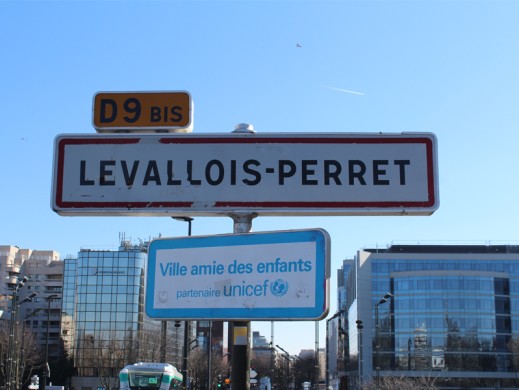 D9 BIS
LEVALLOIS-PERRET
Ville amie des enfants
partenaire unicef